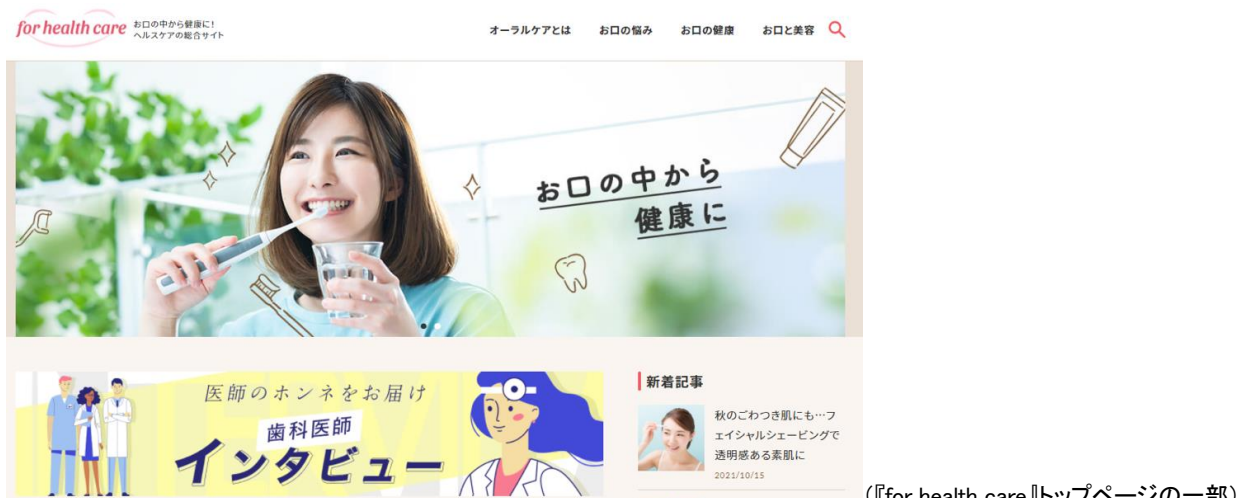 for health care
お口の中から健康に！
ヘルスケアの総合サイト
オーラルケアとは お口の悩み お口の健康 お口と美容
お口の中から
健康に
医師のホンネをお届け
歯科医師
インタビュー
新着記事
秋のごわつき肌にも…フ
ェイシャルシェービングで
透明感ある素肌に
2021/10/15
（『for health care』トップページの一部）